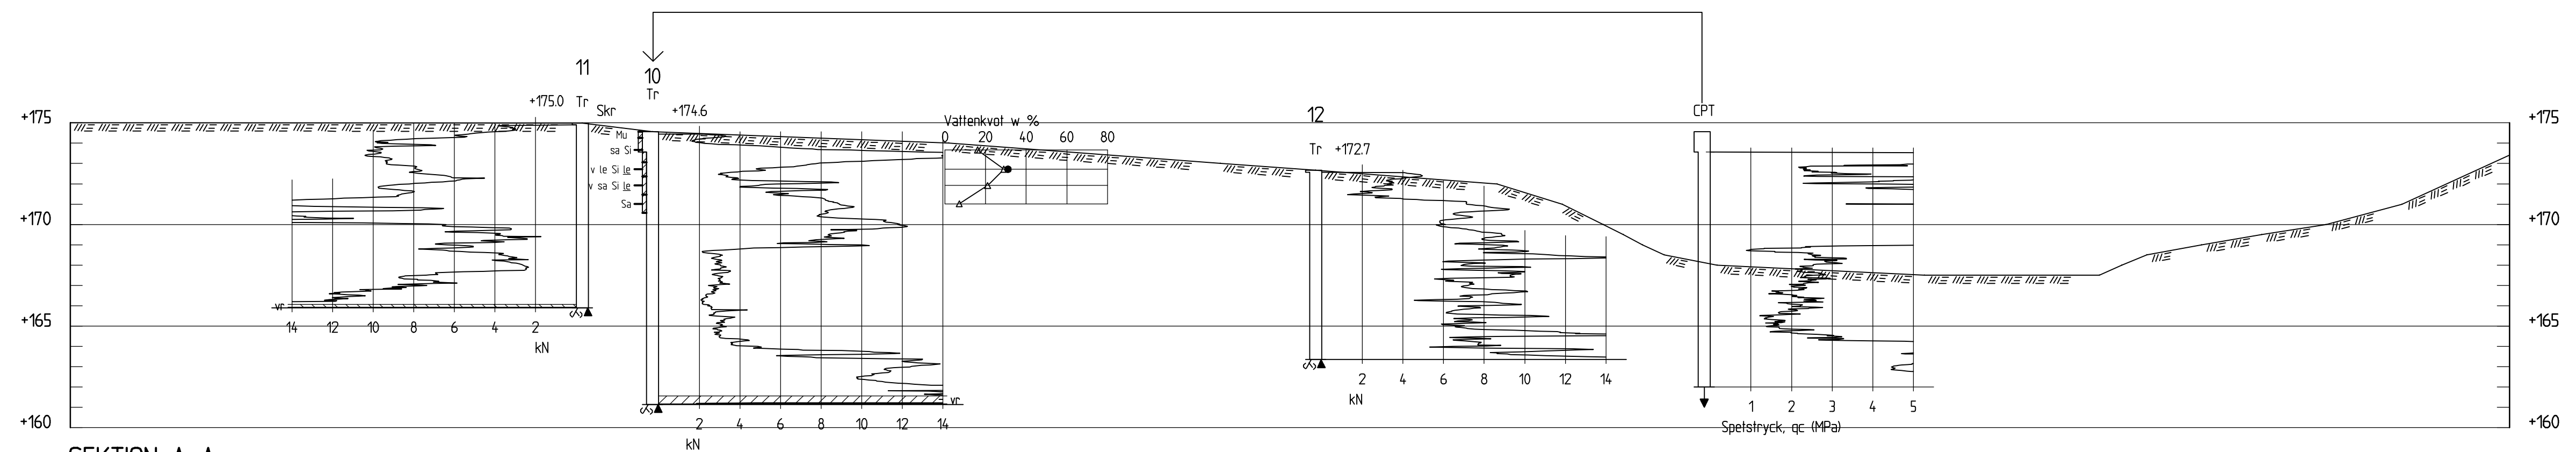 11
10
Tr
+175.0 Tr
Skr
+174.6
12
CPT
+175
+175
Vattenkvot w %
0 20 40 60 80
Mu
sa Si
v le Si le
v sa Si le
Sa
Tr +172.7
+170
+170
vr
14 12 10 8 6 4 2
kN
+165
+165
2 4 6 8 10 12 14
kN
vr
2 4 6 8 10 12 14
kN
1 2 3 4 5
Spetstryck, qc (MPa)
+160
+160
SEKTION A-A